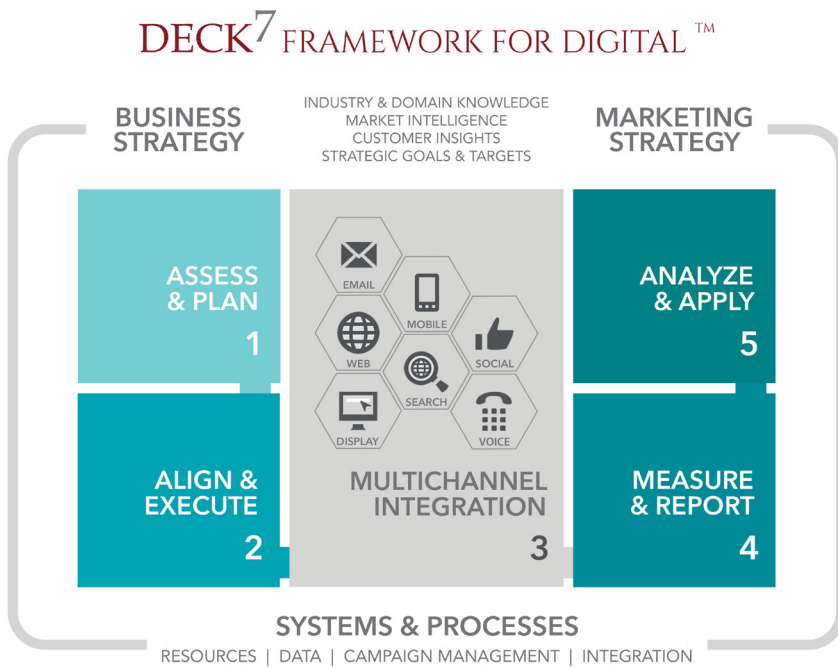 DECK7 FRAMEWORK FOR DIGITAL ™
BUSINESS
STRATEGY
INDUSTRY & DOMAIN KNOWLEDGE
MARKET INTELLIGENCE
CUSTOMER INSIGHTS
STRATEGIC GOALS & TARGETS
MARKETING
STRATEGY
ASSESS
& PLAN
1
ALIGN &
EXECUTE
2
EMAIL
MOBILE
WEB
SOCIAL
SEARCH
DISPLAY
VOICE
MULTICHANNEL
INTEGRATION
3
ANALYZE
& APPLY
5
MEASURE
& REPORT
4
SYSTEMS & PROCESSES
RESOURCES | DATA | CAMPAIGN MANAGEMENT | INTEGRATION